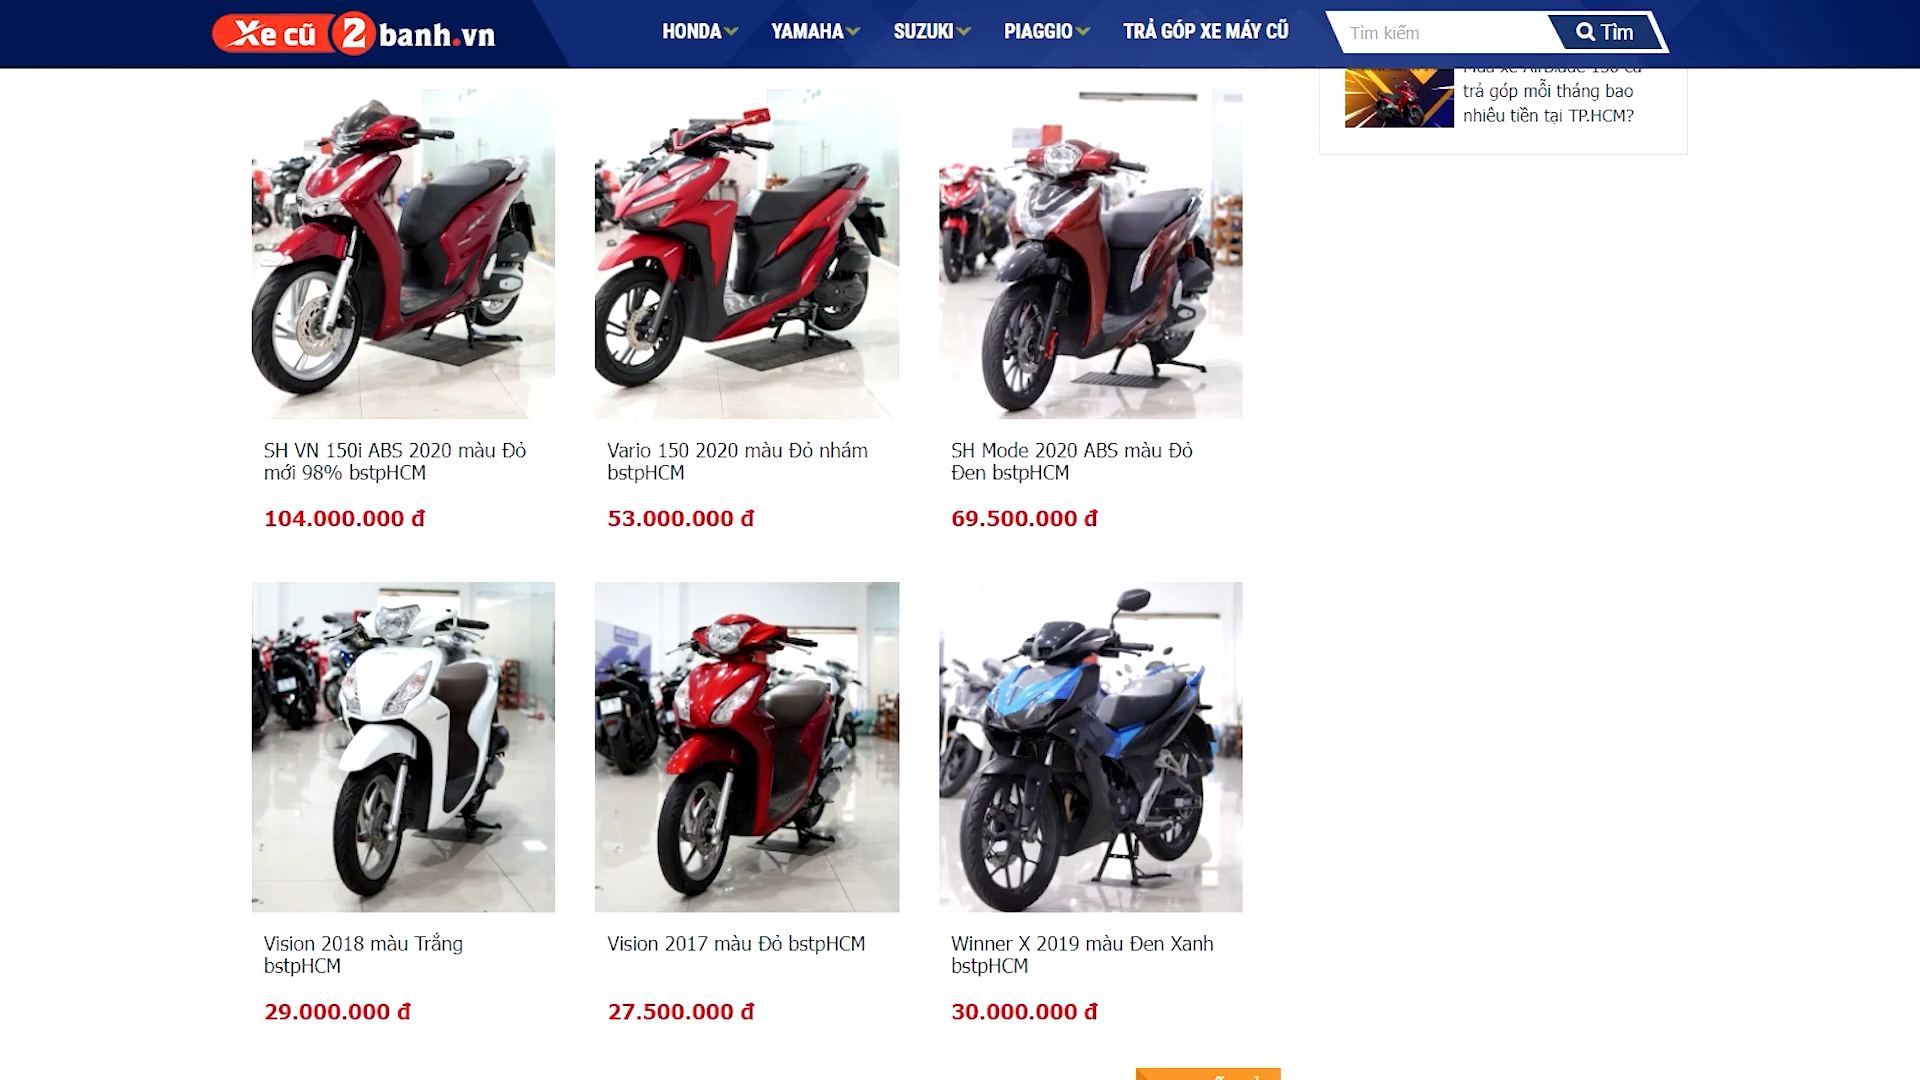 Xe cũ 2 banh.vn
HONDA YAMAHA SUZUKI PIAGGIO TRẢ GÓP XE MÁY CŨ
Tìm kiếm Tìm
trả góp mỗi tháng bao
nhiêu tiền tại TP.HCM?
SH VN 150i ABS 2020 màu Đỏ
mới 98% bstpHCM
104.000.000 đ
Vario 150 2020 màu Đỏ nhám
bstpHCM
53.000.000 đ
SH Mode 2020 ABS màu Đỏ
Đen bstpHCM
69.500.000 đ
Vision 2018 màu Trắng
bstpHCM
29.000.000 đ
Vision 2017 màu Đỏ bstpHCM
27.500.000 đ
Winner X 2019 màu Đen Xanh
bstpHCM
30.000.000 đ